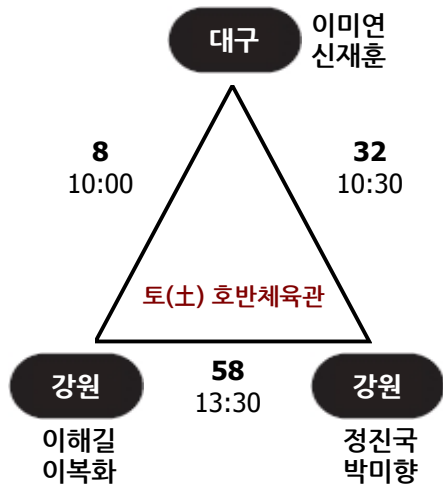 대구
이미연
신재훈
8
10:00
32
10:30
토(土) 호반체육관
강원
58
13:30
강원
이해길
이복화
정진국
박미향